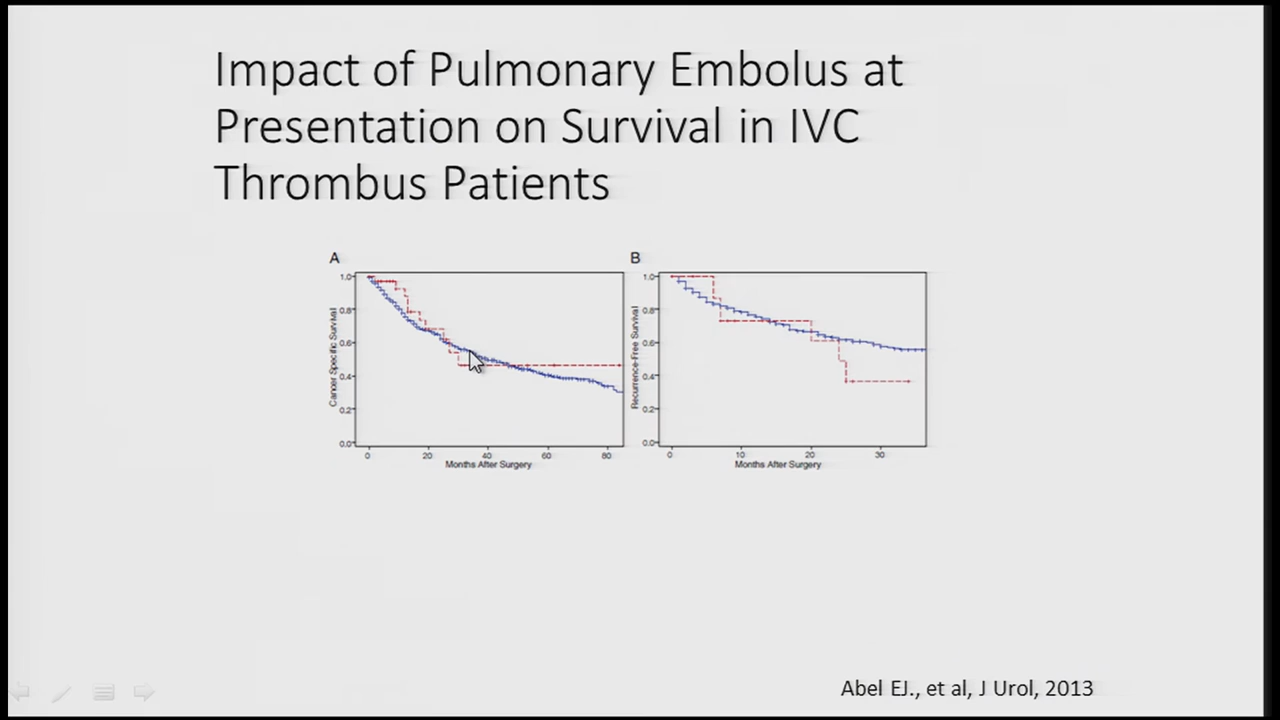 Impact of Pulmonary Embolus at
Presentation on Survival in IVC
Thrombus Patients
A
B
Cancer Specific Survival
1.0
0.8
0.6
0.4
0.2
0.0
0
20
40
60
80
Months After Surgery
Recurrence-Free Survival
1.0
0.8
0.6
0.4
0.2
0.0
0
10
20
30
Months After Surgery
Abel EJ., et al, J Urol, 2013